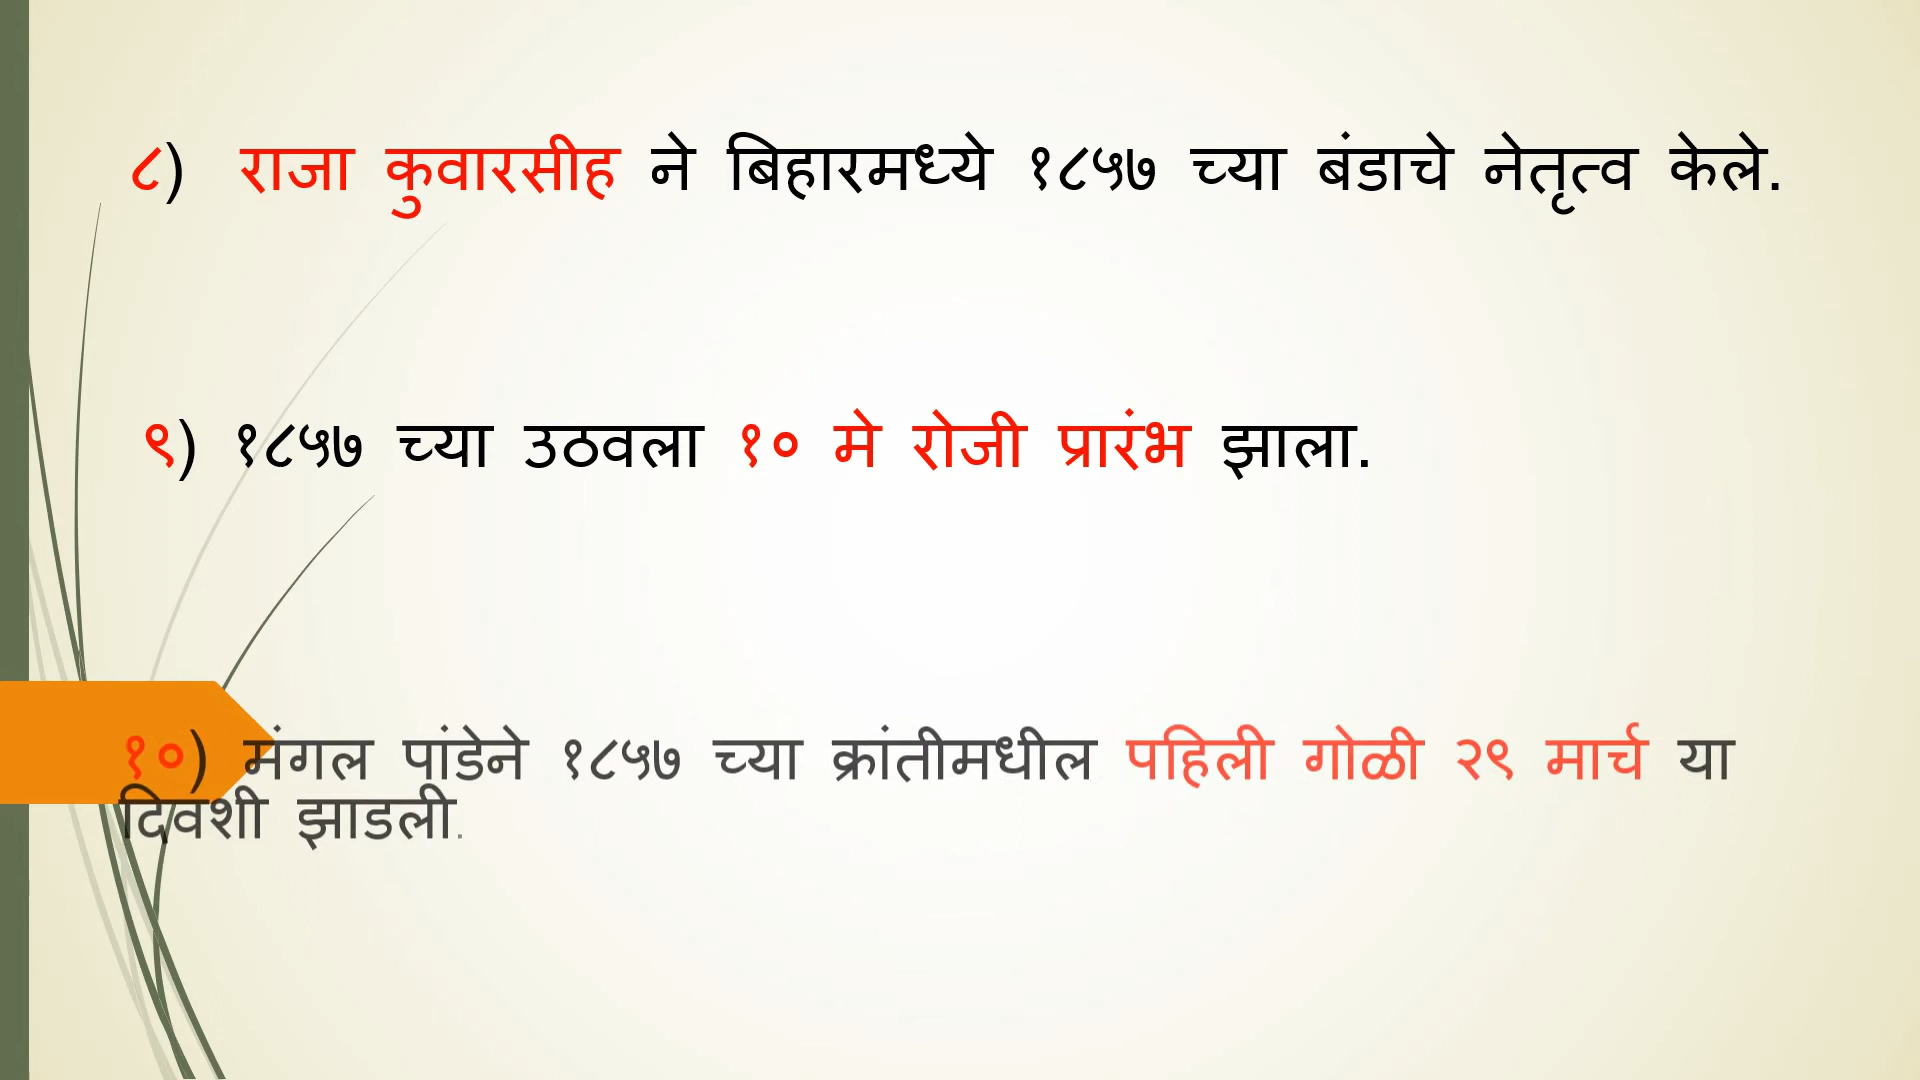 ८) राजा कुवारसीह ने बिहारमध्ये १८५७ च्या बंडाचे नेतृत्व केले.
९) १८५७ च्या उठवला १० मे रोजी प्रारंभ झाला.
१०) मंगल पांडेने १८५७ च्या क्रांतीमधील पहिली गोळी २९ मार्च या
दिवशी झाडली.